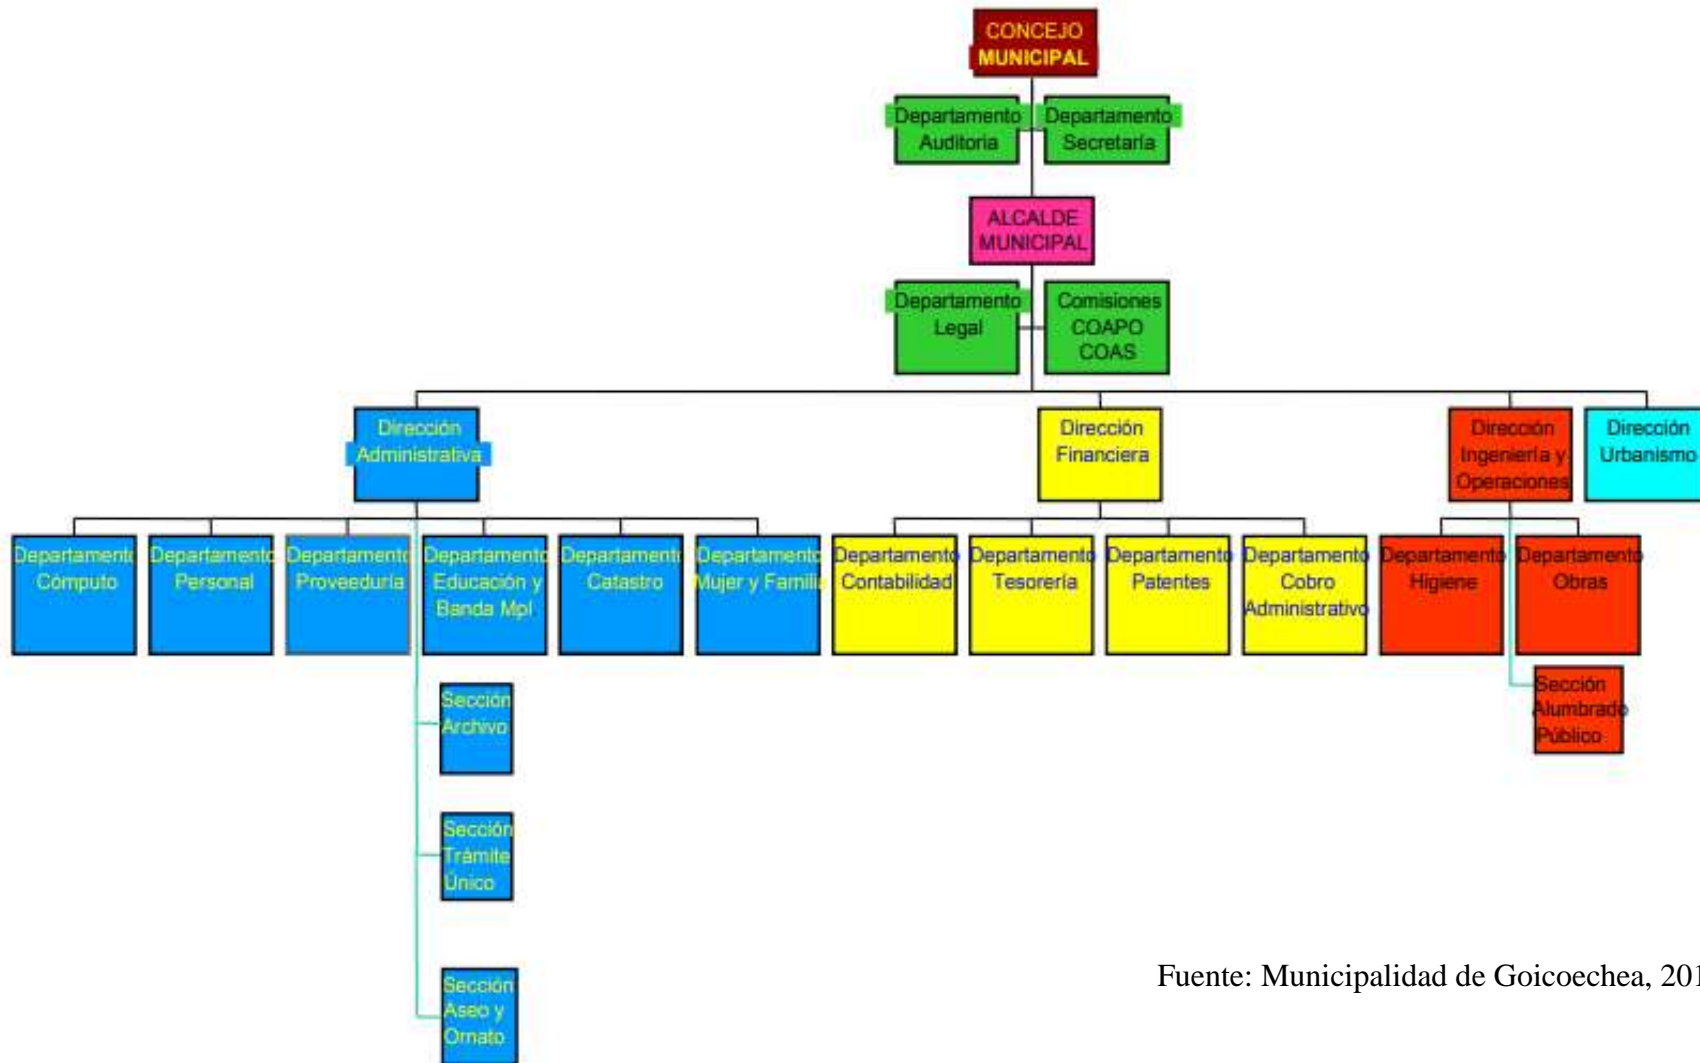 CONCEJO
MUNICIPAL
Departamento
Auditoria
Departamento
Secretaría
ALCALDE
MUNICIPAL
Departamento
Legal
Comisiones
COAPO
COAS
Dirección
Administrativa
Dirección
Financiera
Dirección
Ingeniería y
Operaciones
Dirección
Urbanismo
Departamento
Cómputo
Departamento
Personal
Departamento
Proveeduría
Departamento
Educación y
Banda Mpl
Departamento
Catastro
Departamento
Mujer y Familia
Departamento
Contabilidad
Departamento
Tesorería
Departamento
Patentes
Departamento
Cobro
Administrativo
Departamento
Higiene
Departamento
Obras
Sección
Archivo
Sección
Trámite
Único
Sección
Aseo y
Ornato
Sección
Alumbrado
Público
Fuente: Municipalidad de Goicoechea, 201